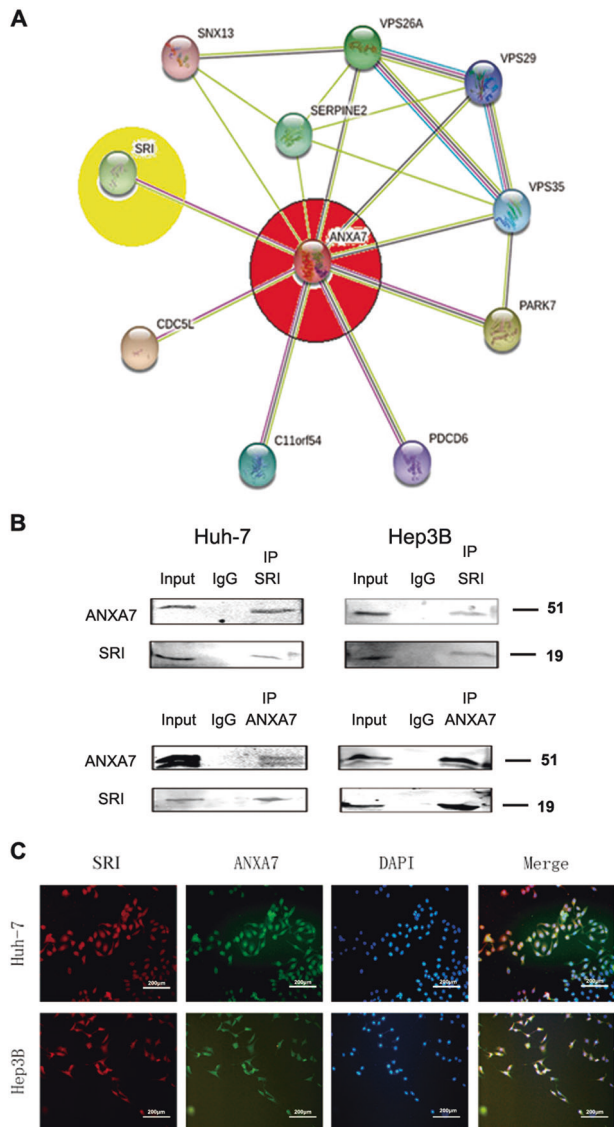 A
SNX13
VPS26A
VPS29
SERPINE2
SRI
VPS35
ANXA7
PARK7
CDC5L
C11orf54
PDCD6
B
Huh-7 Hep3B
IP IP
Input IgG SRI Input IgG SRI
ANXA7 51
SRI 19
IP IP
Input IgG ANXA7 Input IgG ANXA7
ANXA7 51
SRI 19
C
SRI ANXA7 DAPI Merge
Huh-7
200μm 200μm 200μm 200μm
Hep3B
200μm 200μm 200μm 200μm